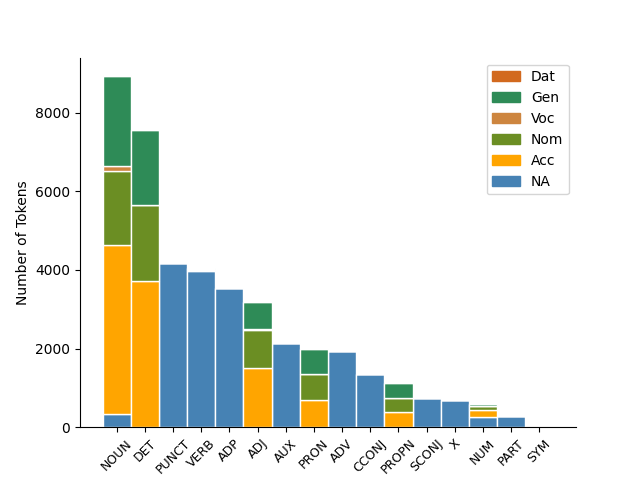 Dat
Gen
Voc
Nom
Acc
NA
Number of Tokens
8000
6000
4000
2000
0
NOUN
DET
PUNCT
VERB
ADP
ADJ
AUX
PRON
ADV
CCONJ
PROPN
SCONJ
X
NUM
PART
SYM